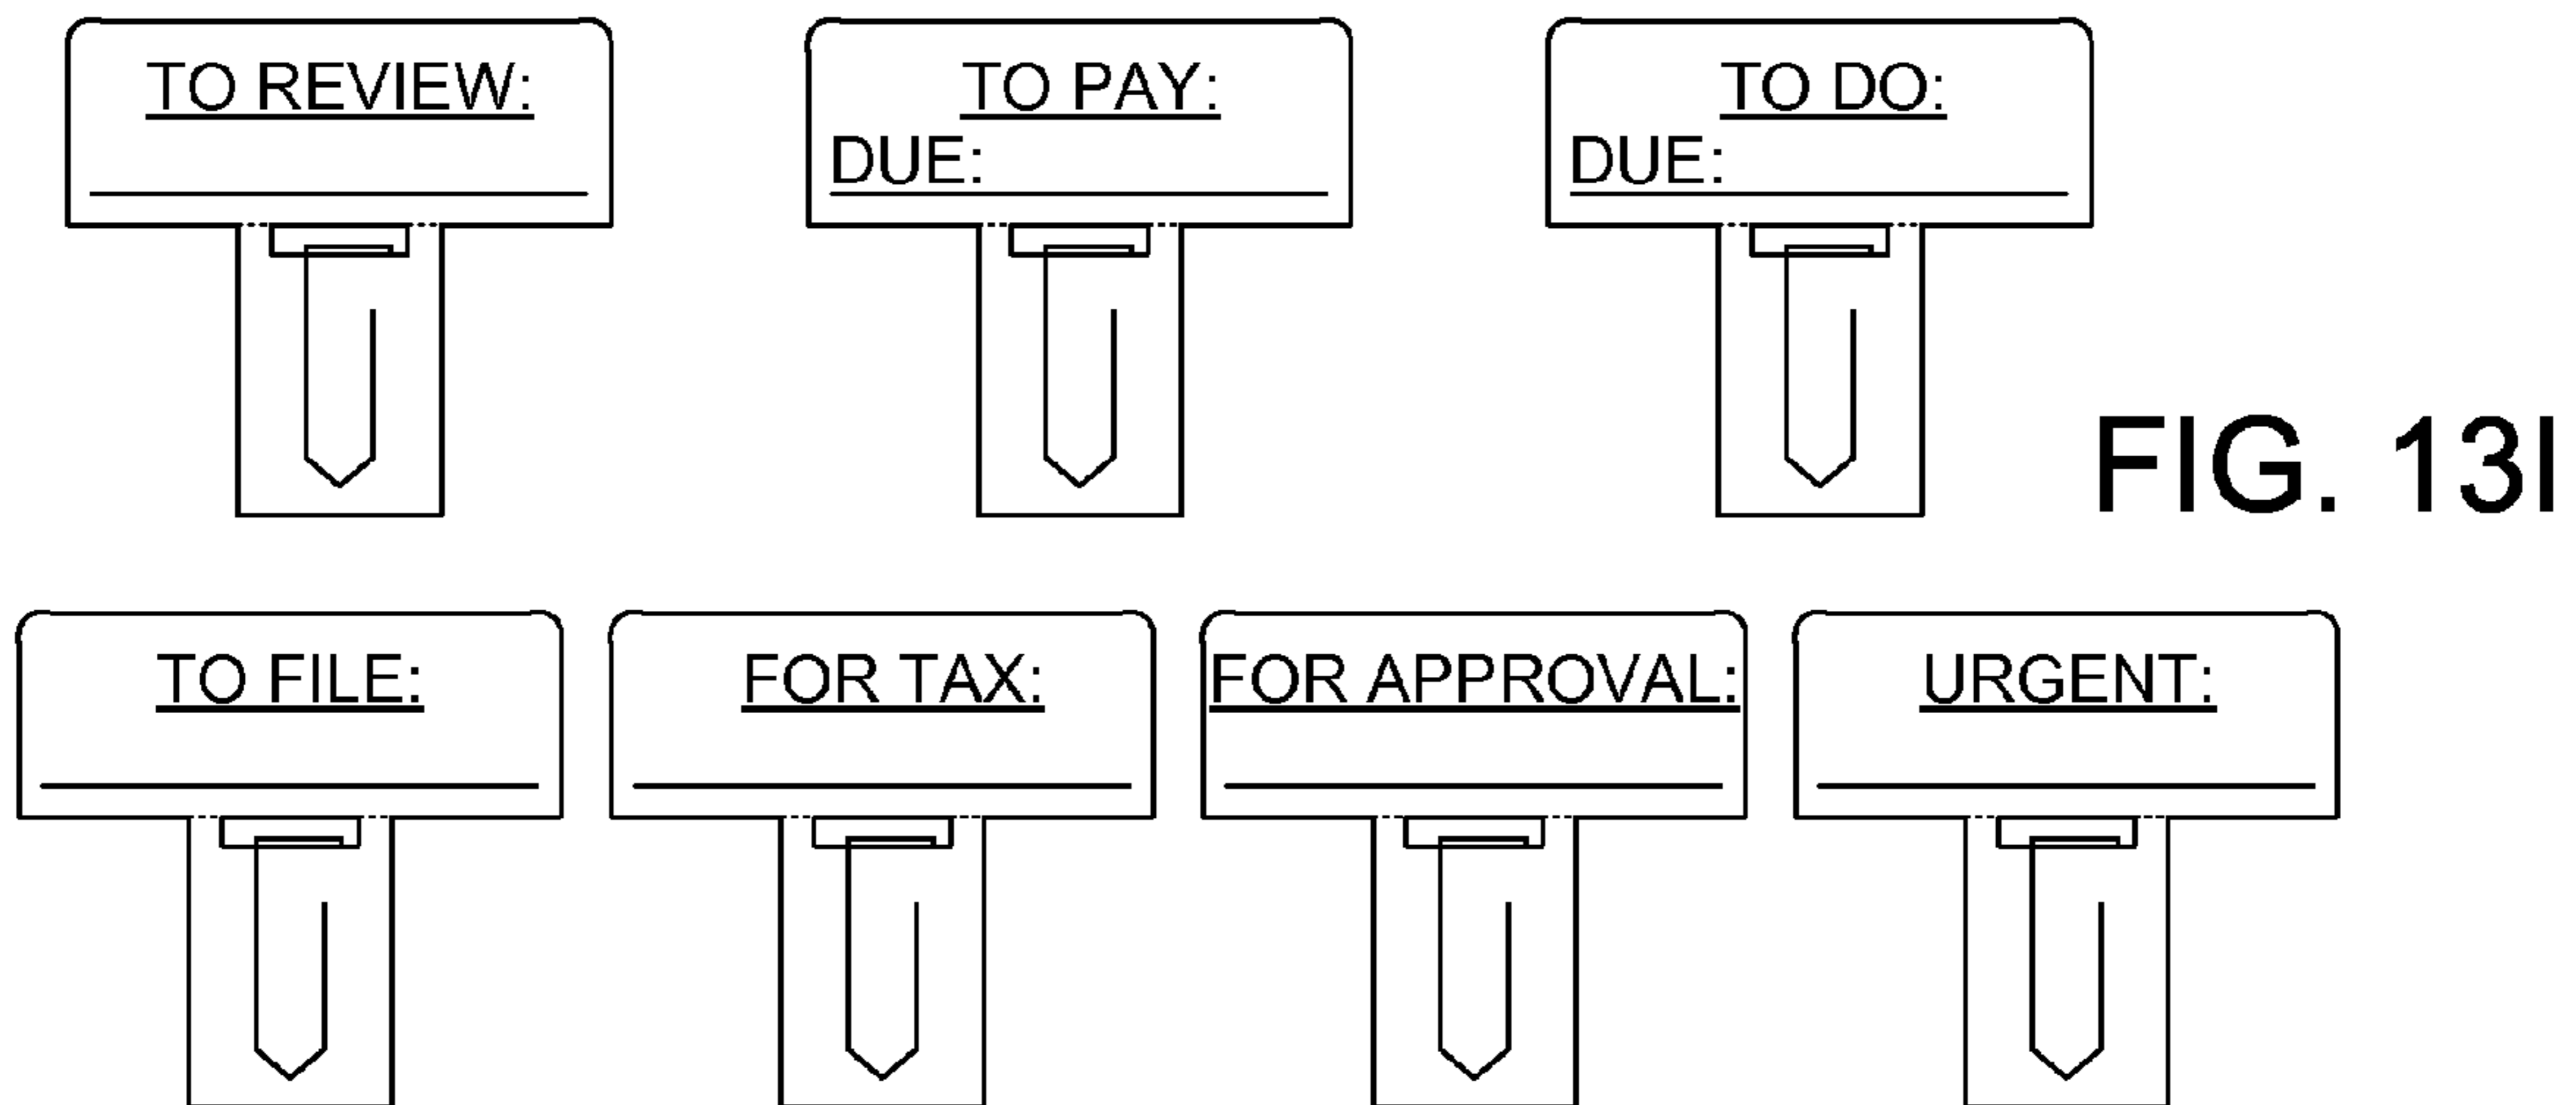 TO REVIEW:
TO PAY:
DUE:
TO DO:
DUE:
FIG. 13I
TO FILE:
FOR TAX:
FOR APPROVAL:
URGENT: